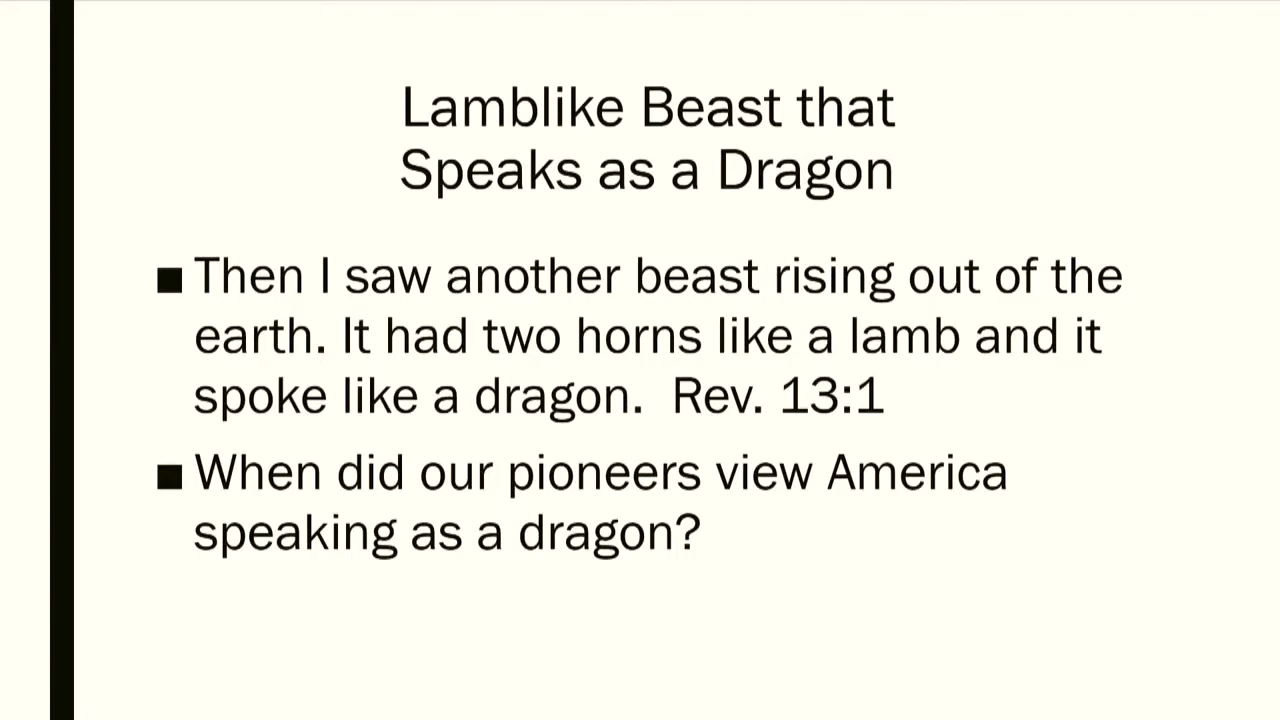 Lamblike Beast that
Speaks as a Dragon
■ Then I saw another beast rising out of the
earth. It had two horns like a lamb and it
spoke like a dragon.  Rev. 13:1
■ When did our pioneers view America
speaking as a dragon?